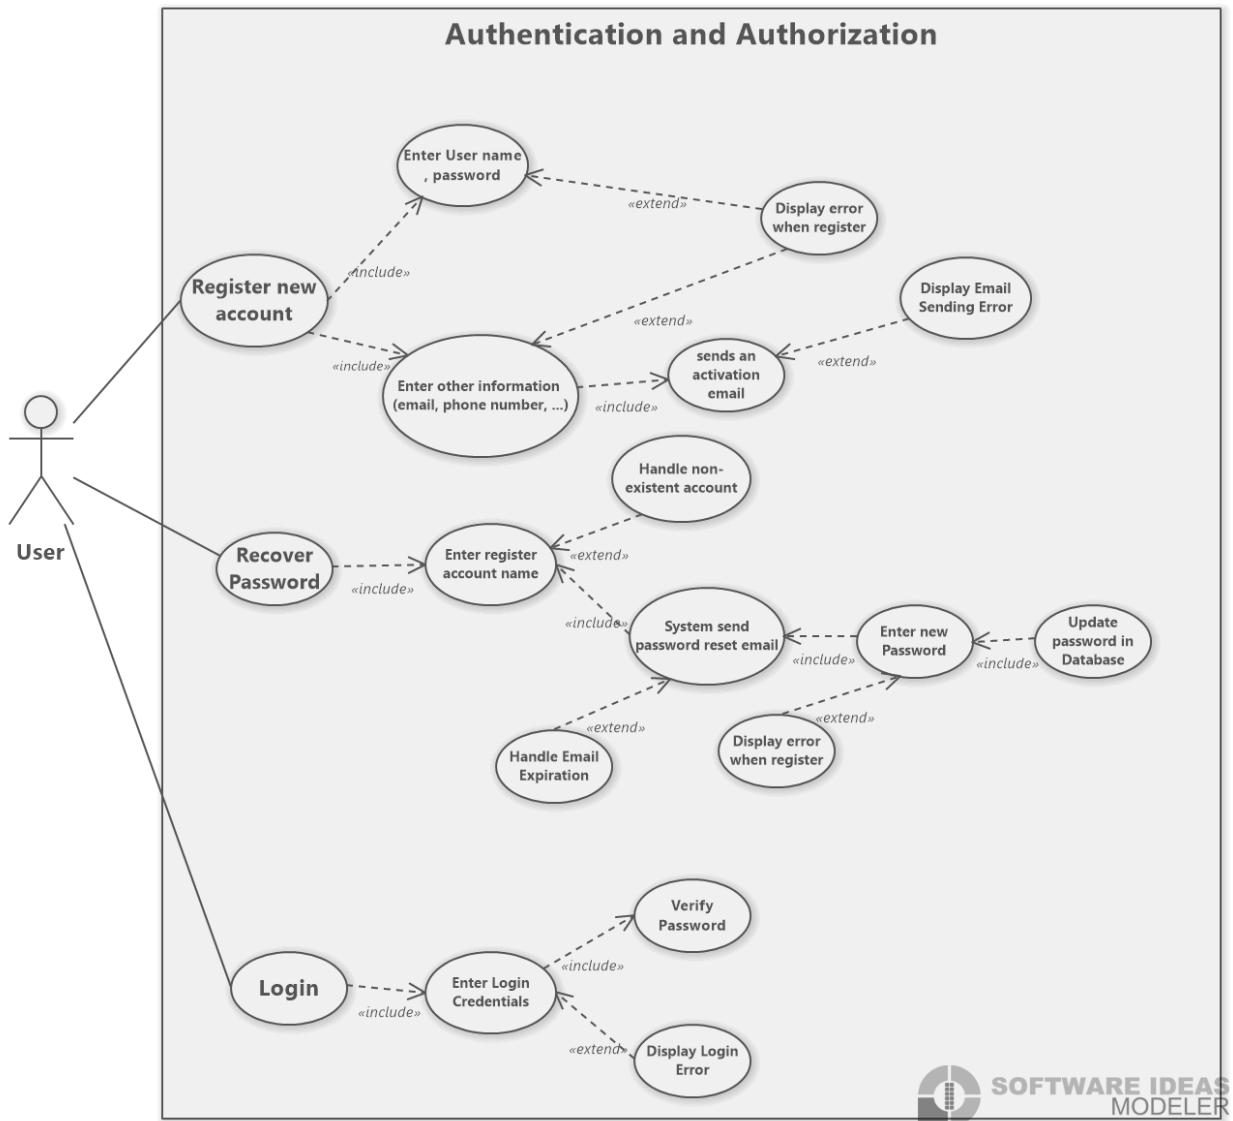 Authentication and Authorization
Enter User name
, password
«extend»
Display error
when register
Register new
account
«include»
Display Email
Sending Error
«extend»
«include»
Enter other information
(email, phone number, ...)
sends an
activation
email
«extend»
«include»
Handle non-
existent account
User
Recover
Password
«include»
Enter register
account name
«extend»
«include»
System send
password reset email
«include»
Enter new
Password
«include»
Update
password in
Database
«extend»
«extend»
Handle Email
Expiration
Display error
when register
Verify
Password
«include»
Login
«include»
Enter Login
Credentials
«extend»
Display Login
Error
SOFTWARE IDEAS
MODELER